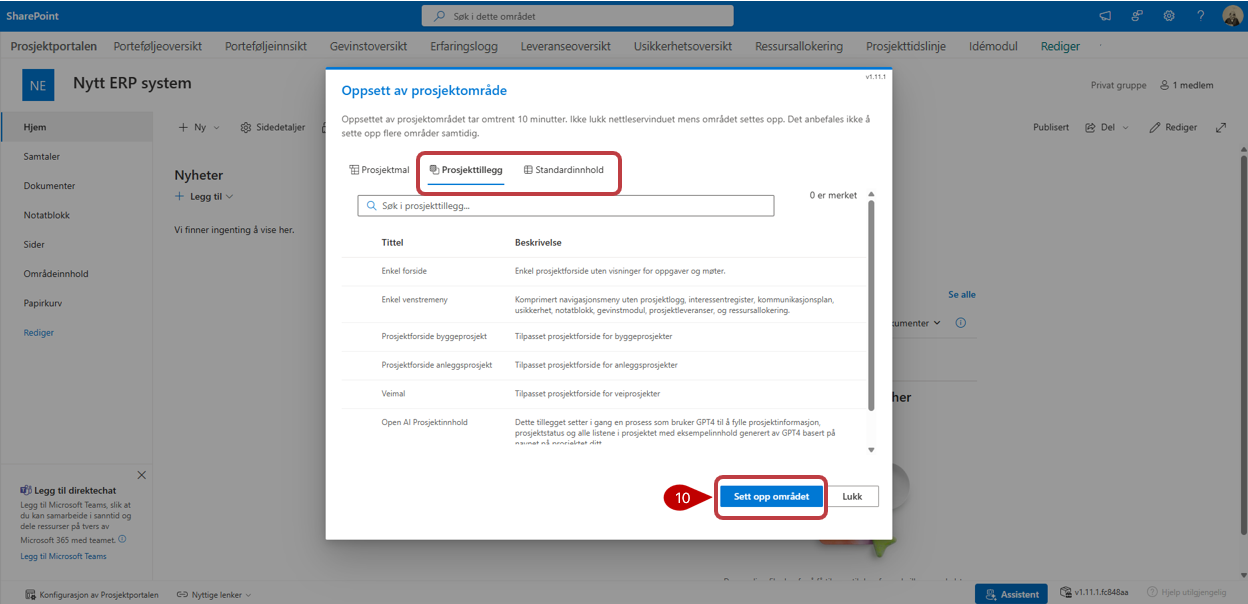 SharePoint
Søk i dette området
Prosjektportalen Porteføljeoversikt Porteføljeinnsikt Gevinstoversikt Erfaringslogg Leveranseoversikt Usikkerhetsoversikt Ressursallokering Prosjekttidslinje Idémodul Rediger
NE
Nytt ERP system
Privat gruppe 1 medlem
Hjem
Samtaler
Dokumenter
Notatblokk
Sider
Områdeinnhold
Papirkurv
Rediger
Ny Sidedetaljer
Publisert Del Rediger
Nyheter
Legg til
Vi finner ingenting å vise her.
Se alle
v1.11.1
Oppsett av prosjektområde
Oppsettet av prosjektområdet tar omtrent 10 minutter. Ikke lukk nettleservinduet mens området settes opp. Det anbefales ikke å
sette opp flere områder samtidig.
Prosjektmal Prosjekttillegg Standardinnhold
Søk i prosjekttillegg...
0 er merket
Tittel Beskrivelse
Enkel forside Enkel prosjektforside uten visninger for oppgaver og møter.
Enkel venstremeny Komprimert navigasjonsmeny uten prosjektlogg, interessentregister, kommunikasjonsplan,
usikkerhet, notatblokk, gevinstmodul, prosjektleveranser, og ressursallokering.
Prosjektforside byggeprosjekt Tilpasset prosjektforside for byggeprosjekter
Prosjektforside anleggsprosjekt Tilpasset prosjektforside for anleggsprosjekter
Veimal Tilpasset prosjektforside for veiprosjekter
Open AI Prosjektinnhold Dette tillegget setter i gang en prosess som bruker GPT4 til å fylle prosjektinformasjon,
prosjektstatus og alle listene i prosjektet med eksempelinnhold generert av GPT4 basert på
navnet på prosjektet ditt
10
Sett opp området Lukk
Legg til direktechat
Legg til Microsoft Teams, slik at
du kan samarbeide i sanntid og
dele ressurser på tvers av
Microsoft 365 med teamet.
Legg til Microsoft Teams
Konfigurasjon av Prosjektportalen Nyttige lenker
Assistent v1.11.1.fc848aa Hjelp utilgjengelig